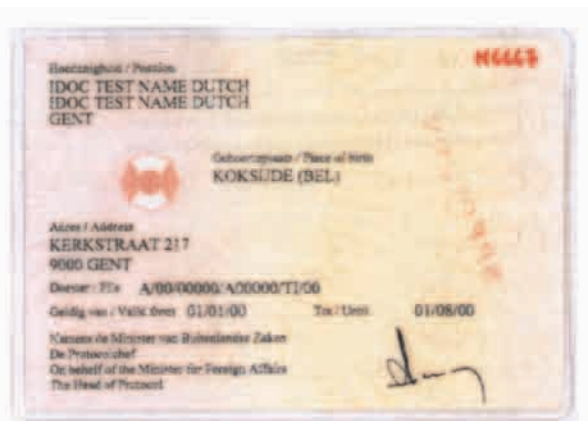 N6667
Hoedanigheid / Position
IDOC TEST NAME DUTCH
IDOC TEST NAME DUTCH
GENT
Geboorteplaats / Place of birth
KOKSIJDE (BEL)
Adres / Address
KERKSTRAAT 217
9000 GENT
Dossier / File A/00/00000/A00000/TI/00
Geldig van / Valid from 01/01/00 Tot / Until 01/08/00
Namens de Minister van Buitenlandse Zaken
De Protocolchef
On behalf of the Minister for Foreign Affairs
The Head of Protocol